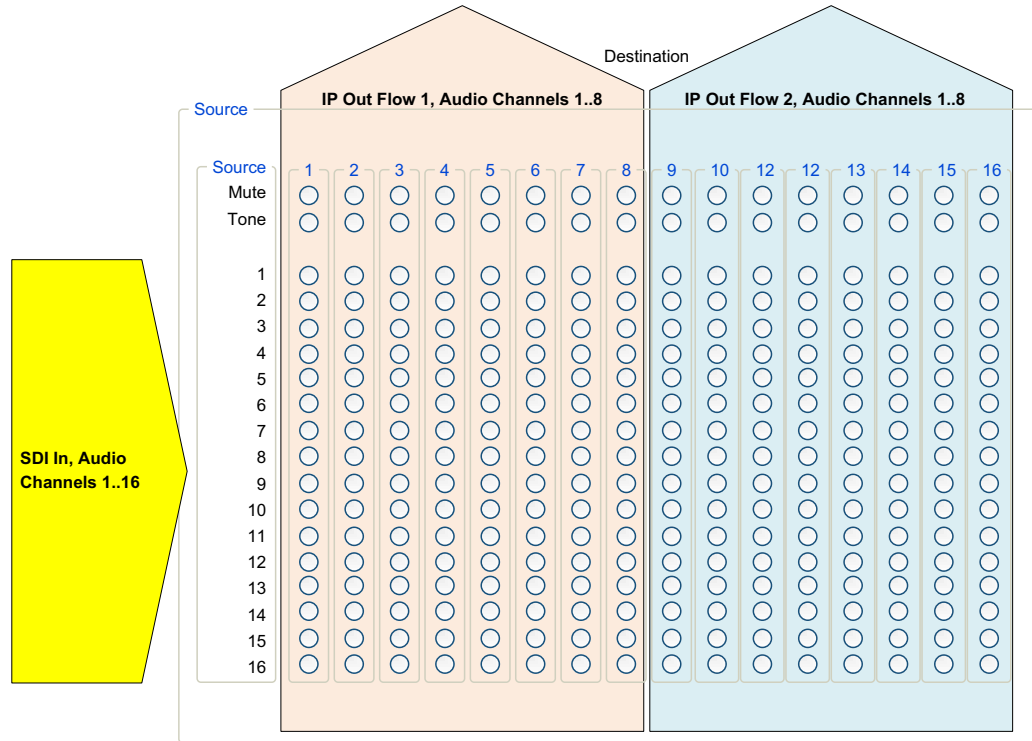 Destination
IP Out Flow 1, Audio Channels 1..8
IP Out Flow 2, Audio Channels 1..8
Source
Source 1 2 3 4 5 6 7 8 9 10 12 12 13 14 15 16
Mute
Tone
1
2
3
4
5
6
7
8
9
10
11
12
13
14
15
16
SDI In, Audio
Channels 1..16